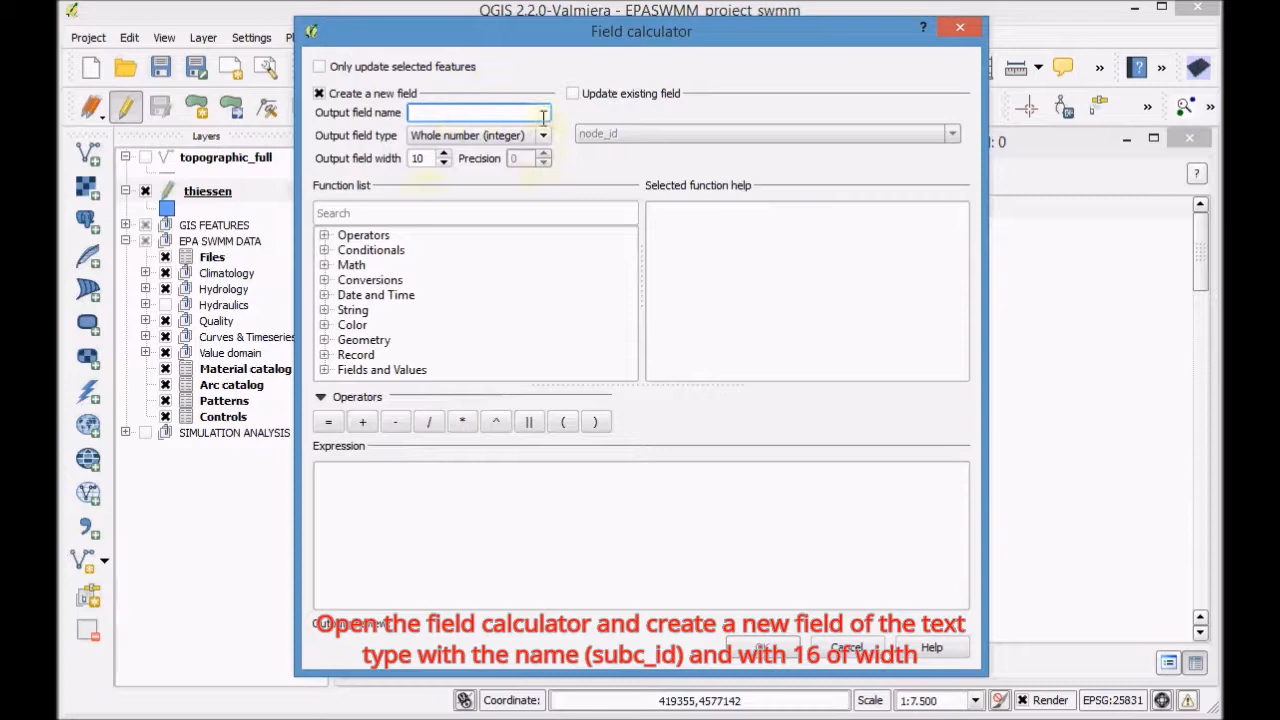 QGIS 2.2.0-Valmiera - EPASWMM_project_swmm
Project Edit View Layer Settings
Field calculator
?
Only update selected features
Create a new field
Update existing field
Output field name
Output field type Whole number (integer)
node_id
Output field width 10 Precision 0
: 0
Function list
Selected function help
Search
Operators
Conditionals
Math
Conversions
Date and Time
String
Color
Geometry
Record
Fields and Values
Operators
= + - / * ^ || ( )
Expression
Layers
topographic_full
thiessen
GIS FEATURES
EPA SWMM DATA
Files
Climatology
Hydrology
Hydraulics
Quality
Curves & Timeseries
Value domain
Material catalog
Arc catalog
Patterns
Controls
SIMULATION ANALYSIS
Open the field calculator and create a new field of the text
type with the name (subc_id) and with 16 of width
Cancel Help
Coordinate: 419355,4577142 Scale 1:7.500 Render EPSG:25831